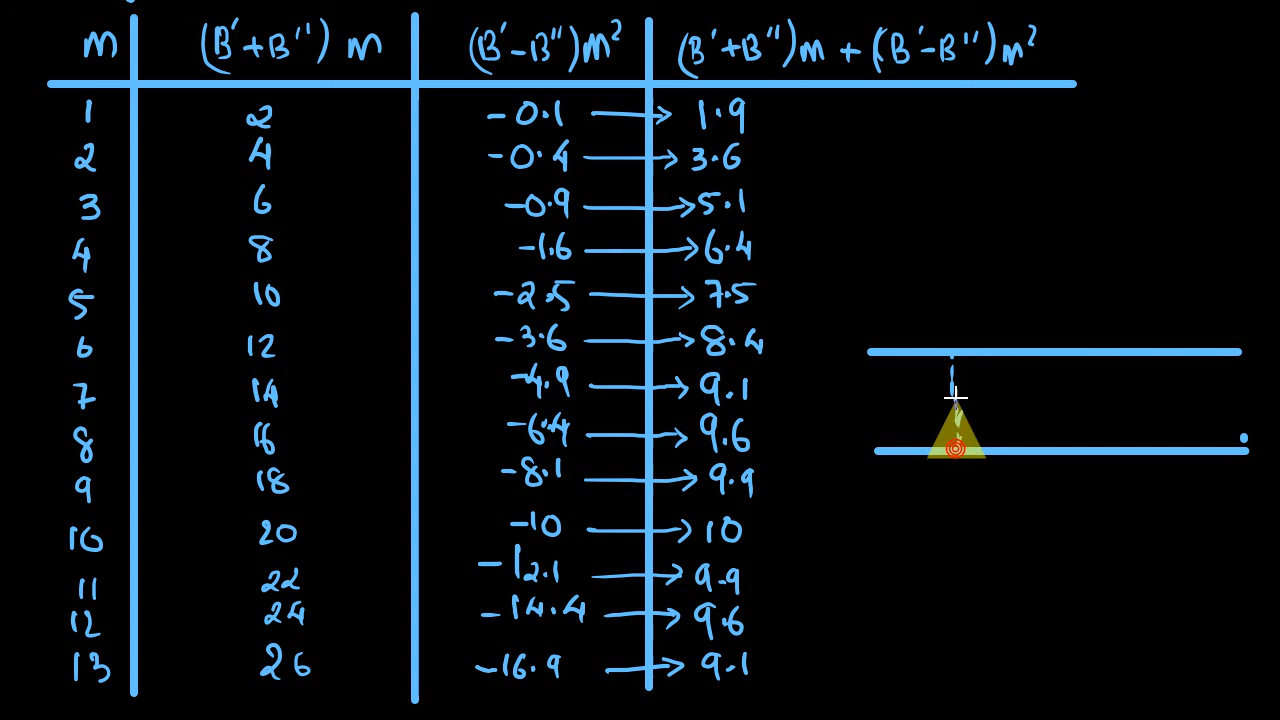 m (B′+B″) m (B′−B″)m² (B′+B″)m + (B′−B″)m²
1 2 −0.1 → 1.9
2 4 −0.4 → 3.6
3 6 −0.9 → 5.1
4 8 −1.6 → 6.4
5 10 −2.5 → 7.5
6 12 −3.6 → 8.4
7 14 −4.9 → 9.1
8 16 −6.4 → 9.6
9 18 −8.1 → 9.9
10 20 −10 → 10
11 22 −12.1 → 9.9
12 24 −14.4 → 9.6
13 26 −16.9 → 9.1